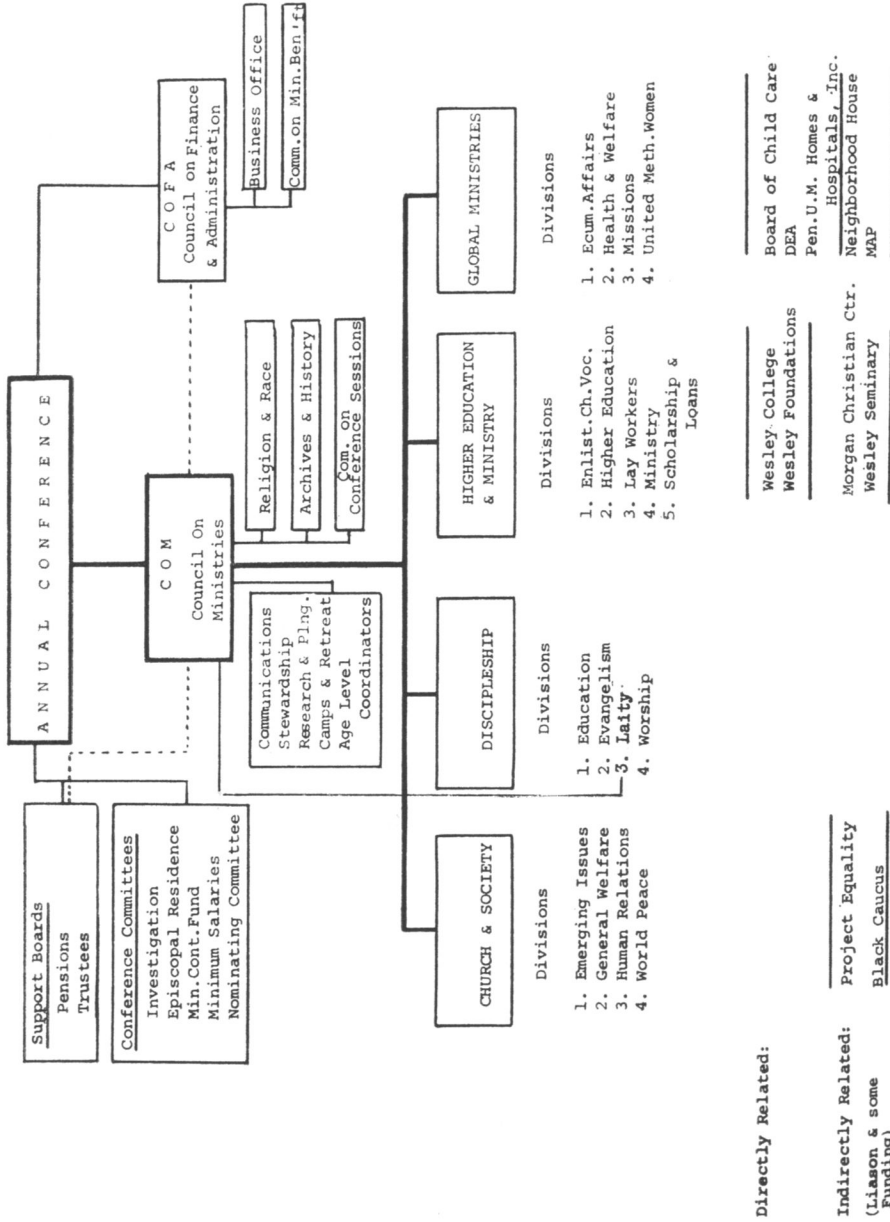 A N N U A L   C O N F E R E N C E
Support Boards
Pensions
Trustees
Conference Committees
Investigation
Episcopal Residence
Min.Cont.Fund
Minimum Salaries
Nominating Committee
C O M
Council On
Ministries
C O F A
Council on Finance
& Administration
Business Office
Comm.on Min.Ben'ft
Religion & Race
Archives & History
Com. on
Conference Sessions
Communications
Stewardship
Research & Plng.
Camps & Retreat
Age Level
Coordinators
CHURCH & SOCIETY
Divisions
1. Emerging Issues
2. General Welfare
3. Human Relations
4. World Peace
DISCIPLESHIP
Divisions
1. Education
2. Evangelism
3. Laity
4. Worship
HIGHER EDUCATION
& MINISTRY
Divisions
1. Enlist.Ch.Voc.
2. Higher Education
3. Lay Workers
4. Ministry
5. Scholarship &
Loans
GLOBAL MINISTRIES
Divisions
1. Ecum.Affairs
2. Health & Welfare
3. Missions
4. United Meth.Women
Directly Related:
Wesley College
Wesley Foundations
Board of Child Care
DEA
Pen.U.M. Homes &
Hospitals, Inc.
Indirectly Related:
(Liason & some
Funding)
Project Equality
Black Caucus
Morgan Christian Ctr.
Wesley Seminary
Neighborhood House
MAP